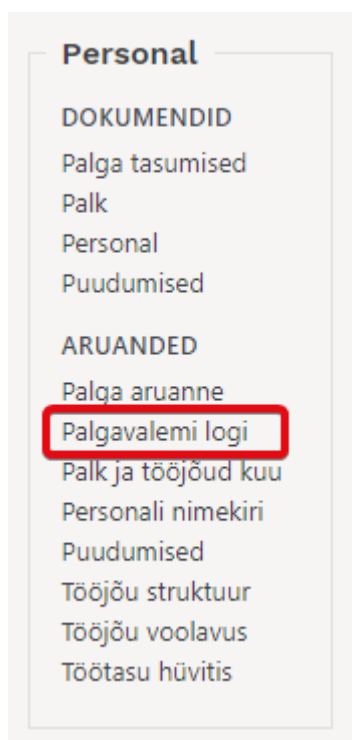 Personal
DOKUMENDID
Palga tasumised
Palk
Personal
Puudumised
ARUANDED
Palga aruanne
Palgavalemi logi
Palk ja tööjõud kuu
Personali nimekiri
Puudumised
Tööjõu struktuur
Tööjõu voolavus
Töötasu hüvitis